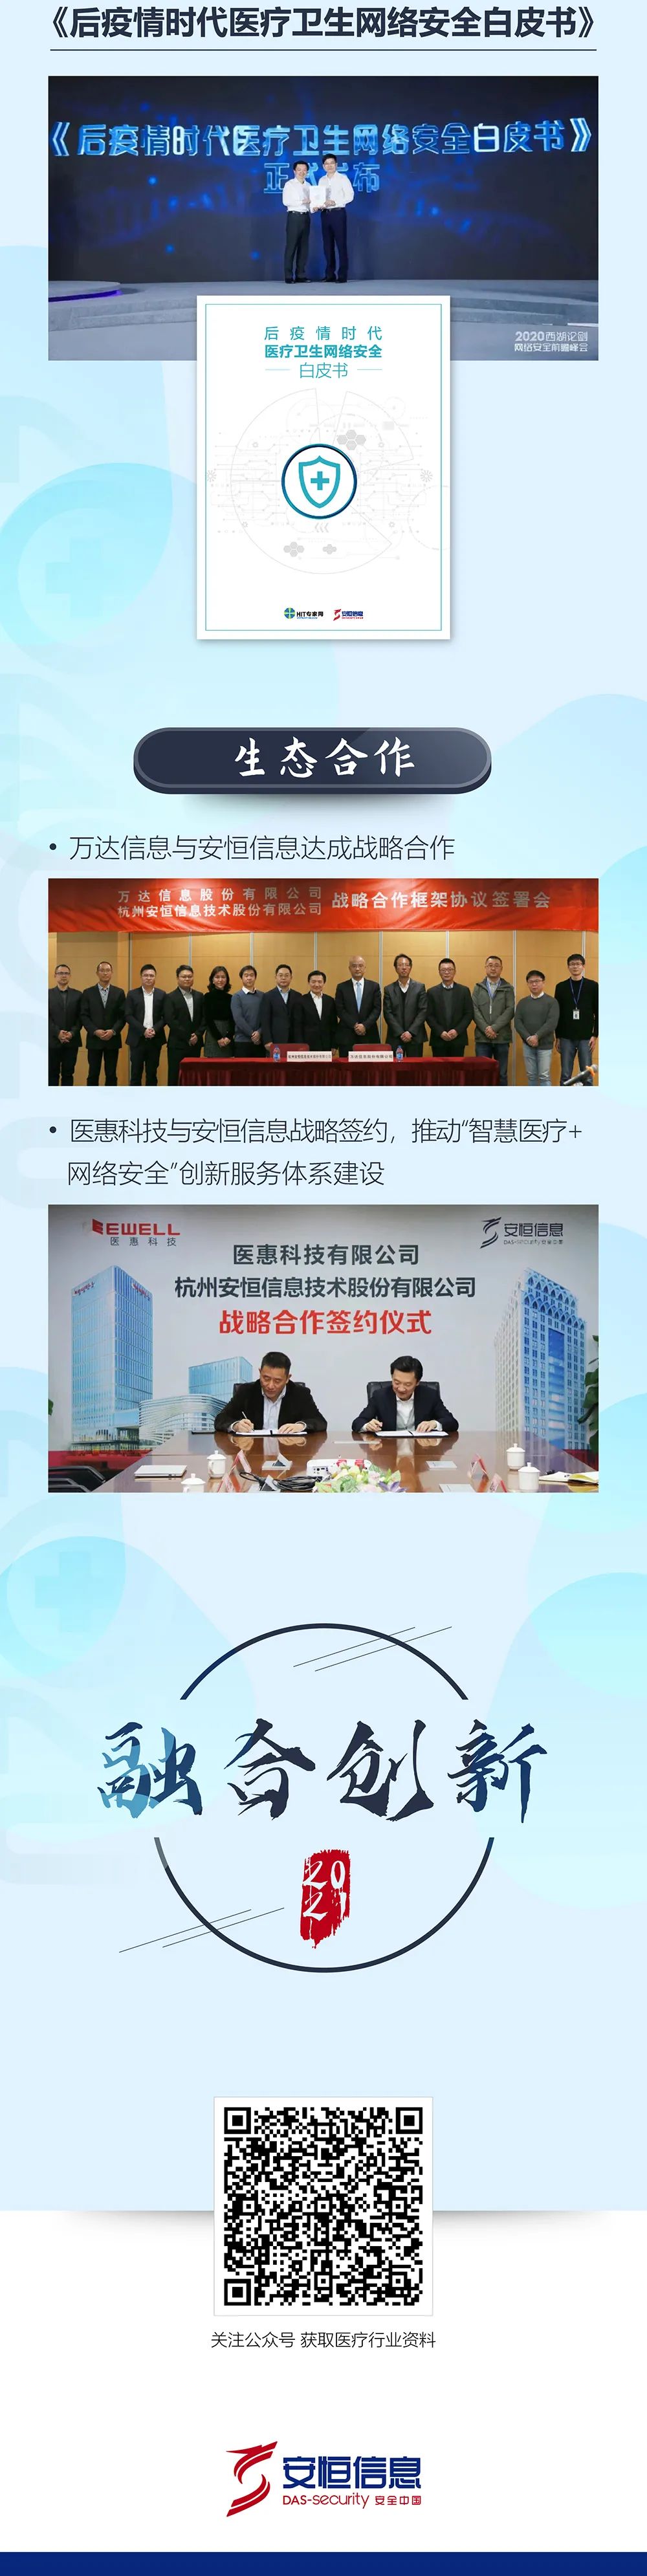 《后疫情时代医疗卫生网络安全白皮书》
《后疫情时代医疗卫生网络安全白皮书》
正式发布
2020西湖论剑
网络安全前瞻峰会
后疫情时代
医疗卫生网络安全
白皮书
HIT专家网 安恒信息
生态合作
• 万达信息与安恒信息达成战略合作
万达信息股份有限公司
杭州安恒信息技术股份有限公司
战略合作框架协议签署会
• 医惠科技与安恒信息战略签约，推动“智慧医疗+
网络安全”创新服务体系建设
EWELL
医惠科技
安恒信息
DAS-security 安全中国
医惠科技有限公司
杭州安恒信息技术股份有限公司
战略合作签约仪式
融合创新
20
21
关注公众号 获取医疗行业资料
安恒信息
DAS-security 安全中国